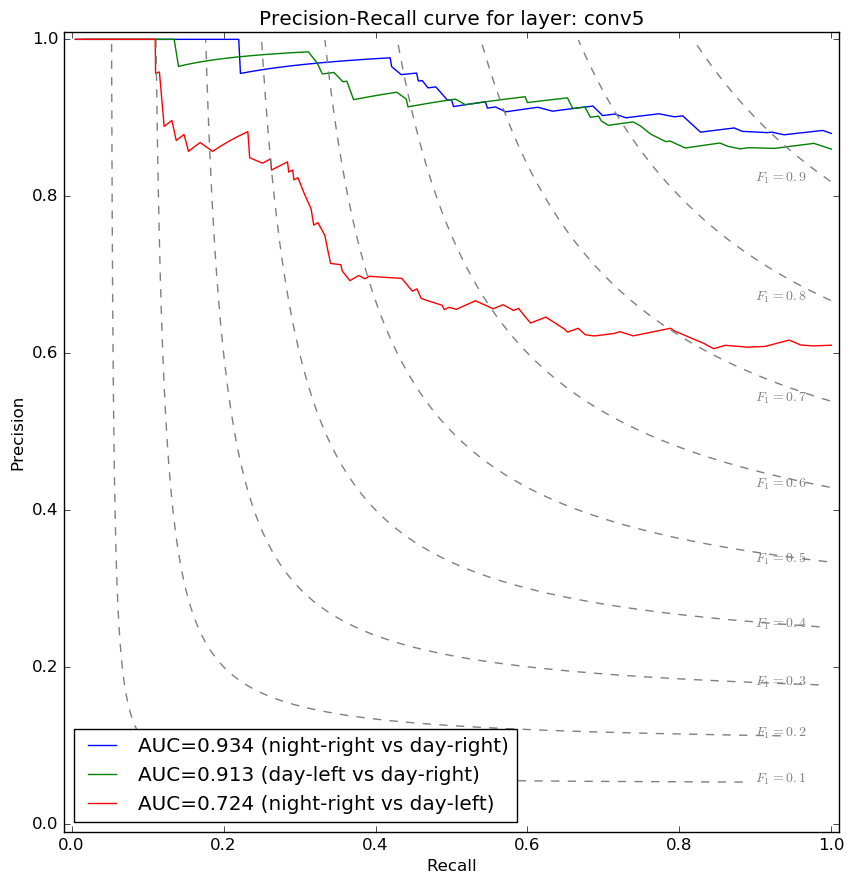 Precision-Recall curve for layer: conv5
Precision
1.0
0.8
0.6
0.4
0.2
0.0
F₁ = 0.9
F₁ = 0.8
F₁ = 0.7
F₁ = 0.6
F₁ = 0.5
F₁ = 0.4
F₁ = 0.3
F₁ = 0.2
F₁ = 0.1
AUC=0.934 (night-right vs day-right)
AUC=0.913 (day-left vs day-right)
AUC=0.724 (night-right vs day-left)
0.0 0.2 0.4 0.6 0.8 1.0
Recall